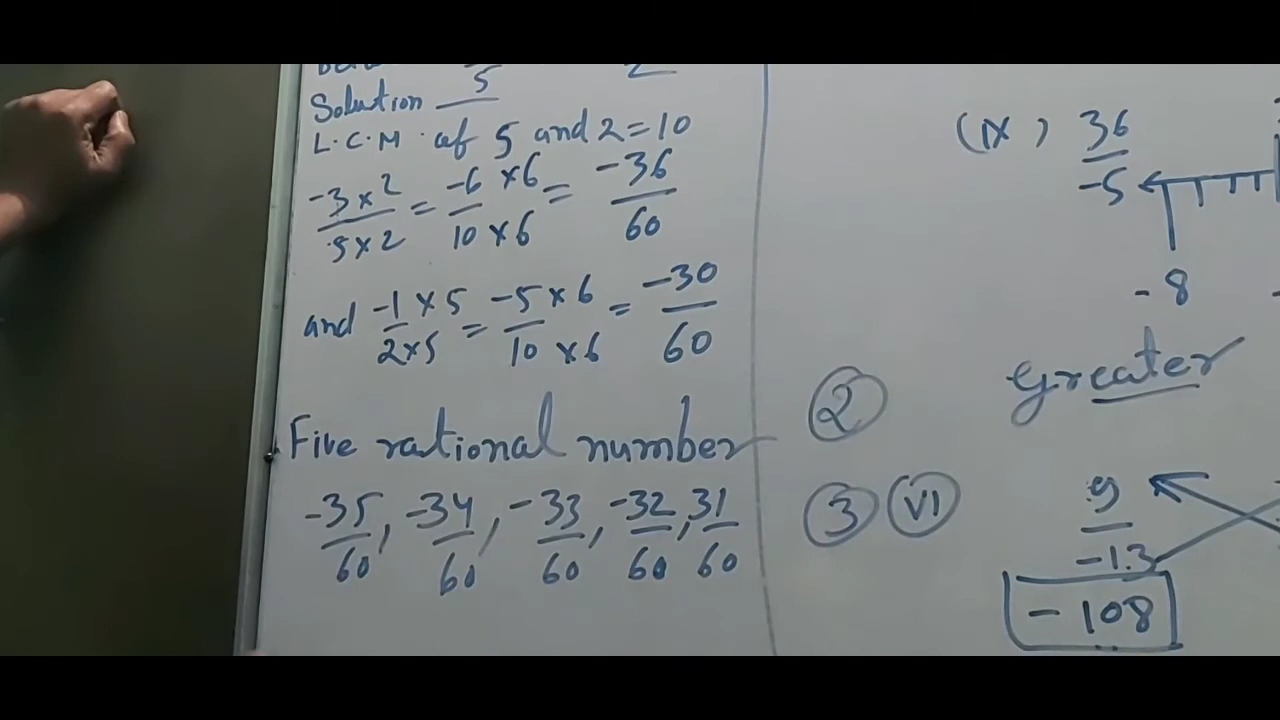 5
Solution
L.C.M of 5 and 2 = 10
-3×2/5×2 = -6×6/10×6 = -36/60
and -1×5/2×5 = -5×6/10×6 = -30/60
Five rational number
-35/60, -34/60, -33/60, -32/60, 31/60
(IX) 36/-5
-8
Greater
2
3 VI
9/-13
-108